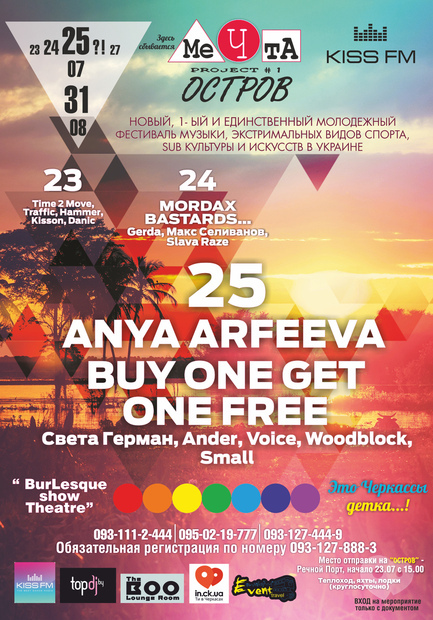 23 24 25 ?! 27
07
31
08
Здесь
сбывается
МеЧтА
PROJECT #1
ОСТРОВ
KISS FM
НОВЫЙ, 1- ЫЙ И ЕДИНСТВЕННЫЙ МОЛОДЕЖНЫЙ
ФЕСТИВАЛЬ МУЗЫКИ, ЭКСТРИМАЛЬНЫХ ВИДОВ СПОРТА,
SUB КУЛЬТУРЫ И ИСКУССТВ В УКРАИНЕ
23
Time 2 Move,
Traffic, Hammer,
Kisson, Danic
24
MORDAX
BASTARDS...
Gerda, Макс Селиванов,
Slava Raze
25
ANYA ARFEEVA
BUY ONE GET
ONE FREE
Света Герман, Ander, Voice, Woodblock,
Small
“ BurLesque
show
Theatre”
Это Черкассы
детка...!
093-111-2-444 | 095-02-19-777 | 093-127-444-9
Обязательная регистрация по номеру 093-127-888-3
Место отправки на "ОСТРОВ" -
Речной Порт, начало 23.07 с 15.00
Теплоход, яхты, лодки
(круглосуточно)
KISS FM
topdj.by
The
BOO
Lounge Room
in.ck.ua
Ти в Черкасах
Event
travel
ВХОД на мероприятие
только с документом